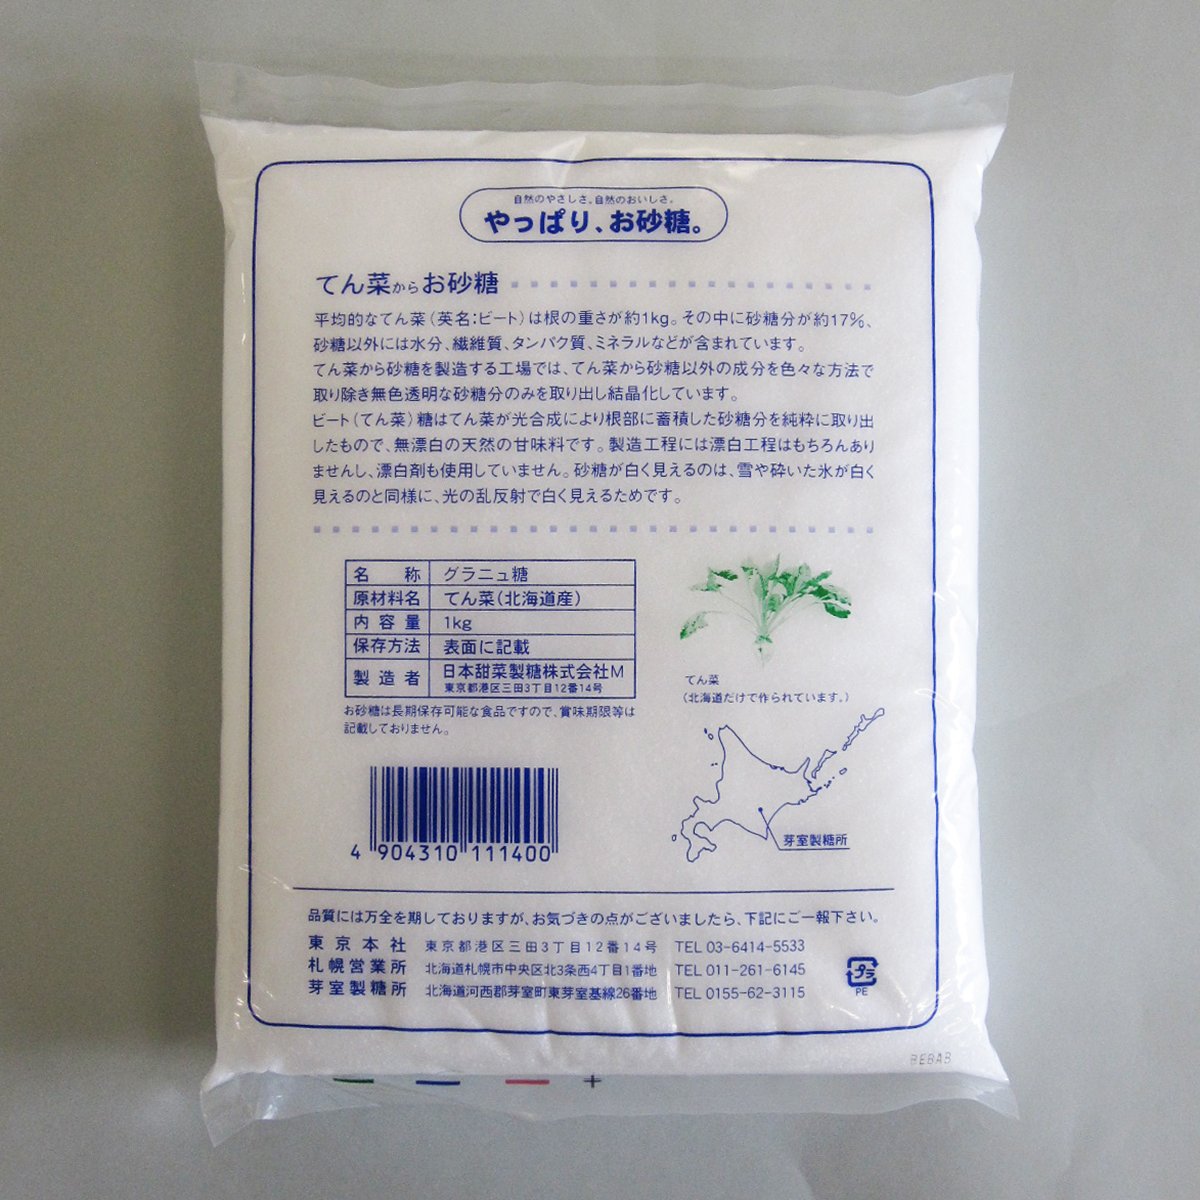 自然のやさしさ。自然のおいしさ。
やっぱり、お砂糖。
てん菜からお砂糖
平均的なてん菜(英名:ビート)は根の重さが約1kg。その中に砂糖分が約17%、
砂糖以外には水分、繊維質、タンパク質、ミネラルなどが含まれています。
てん菜から砂糖を製造する工場では、てん菜から砂糖以外の成分を色々な方法で
取り除き無色透明な砂糖分のみを取り出し結晶化しています。
ビート(てん菜)糖はてん菜が光合成により根部に蓄積した砂糖分を純粋に取り出
したもので、無漂白の天然の甘味料です。製造工程には漂白工程はもちろんあり
ませんし、漂白剤も使用していません。砂糖が白く見えるのは、雪や砕いた氷が白く
見えるのと同様に、光の乱反射で白く見えるためです。
名称 グラニュ糖
原材料名 てん菜(北海道産)
内容量 1kg
保存方法 表面に記載
製造者 日本甜菜製糖株式会社M
東京都港区三田3丁目12番14号
お砂糖は長期保存可能な食品ですので、賞味期限等は
記載しておりません。
てん菜
(北海道だけで作られています。)
芽室製糖所
4 904310 111400
品質には万全を期しておりますが、お気づきの点がございましたら、下記にご一報下さい。
東京本社 東京都港区三田3丁目12番14号 TEL 03-6414-5533
札幌営業所 北海道札幌市中央区北3条西4丁目1番地 TEL 011-261-6145
芽室製糖所 北海道河西郡芽室町東芽室基線26番地 TEL 0155-62-3115
プラ
PE
BEBAB